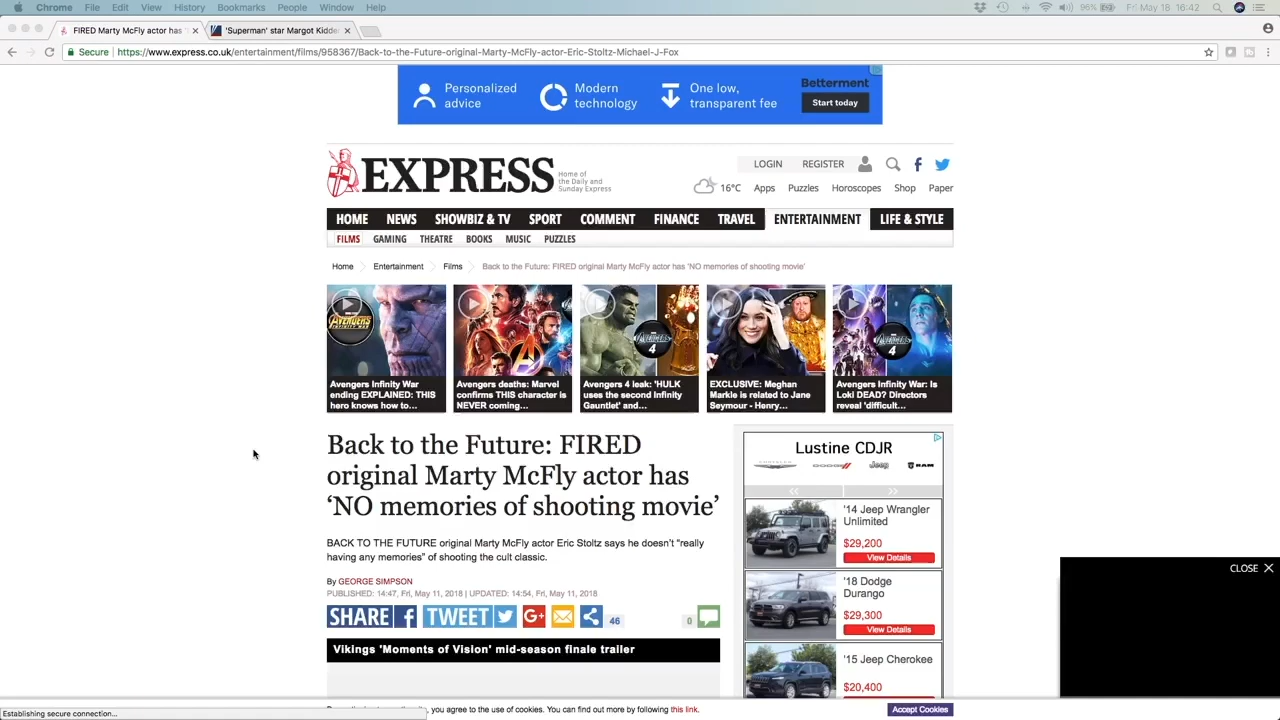 Chrome File Edit View History Bookmarks People Window Help 96% Fri May 18 16:42
FIRED Marty McFly actor has 'Superman' star Margot Kidder
Secure https://www.express.co.uk/entertainment/films/958367/Back-to-the-Future-original-Marty-McFly-actor-Eric-Stoltz-Michael-J-Fox
Personalized advice
Modern technology
One low, transparent fee
Betterment
Start today
EXPRESS
Home of
the Daily and
Sunday Express
LOGIN REGISTER
16°C Apps Puzzles Horoscopes Shop Paper
HOME NEWS SHOWBIZ & TV SPORT COMMENT FINANCE TRAVEL ENTERTAINMENT LIFE & STYLE
FILMS GAMING THEATRE BOOKS MUSIC PUZZLES
Home Entertainment Films Back to the Future: FIRED original Marty McFly actor has 'NO memories of shooting movie'
AVENGERS
INFINITY WAR
AVENGERS
4
AVENGERS
4
Avengers Infinity War
ending EXPLAINED: THIS
hero knows how to...
Avengers deaths: Marvel
confirms THIS character is
NEVER coming...
Avengers 4 leak: 'HULK
uses the second Infinity
Gauntlet' and...
EXCLUSIVE: Meghan
Markle is related to Jane
Seymour - Henry...
Avengers Infinity War: Is
Loki DEAD? Directors
reveal 'difficult...
Back to the Future: FIRED
original Marty McFly actor has
‘NO memories of shooting movie’
BACK TO THE FUTURE original Marty McFly actor Eric Stoltz says he doesn't “really
having any memories” of shooting the cult classic.
By GEORGE SIMPSON
PUBLISHED: 14:47, Fri, May 11, 2018 | UPDATED: 14:54, Fri, May 11, 2018
SHARE f TWEET G+ 46 0
Vikings 'Moments of Vision' mid-season finale trailer
Lustine CDJR
CHRYSLER DODGE Jeep RAM
'14 Jeep Wrangler
Unlimited
$29,200
View Details
'18 Dodge
Durango
$29,300
View Details
'15 Jeep Cherokee
$20,400
CLOSE
you agree to the use of cookies. You can find out more by following this link.
Accept Cookies
Establishing secure connection...